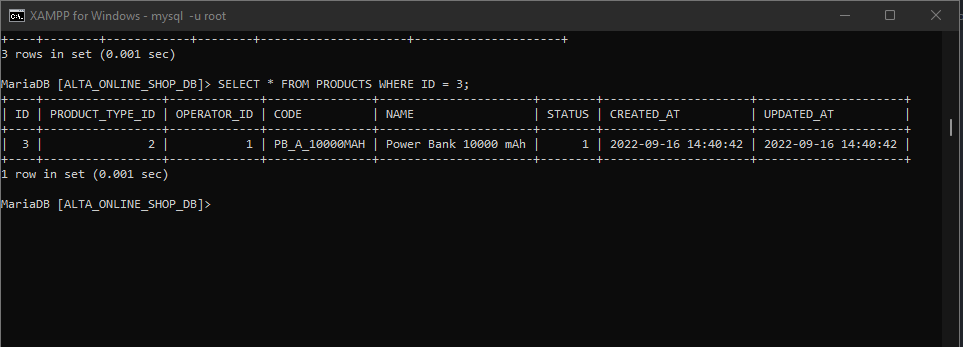 XAMPP for Windows - mysql -u root
+----+--------+------------+--------+---------------------+---------------------+
3 rows in set (0.001 sec)
MariaDB [ALTA_ONLINE_SHOP_DB]> SELECT * FROM PRODUCTS WHERE ID = 3;
+----+-----------------+-------------+--------------+----------------------+--------+---------------------+---------------------+
| ID | PRODUCT_TYPE_ID | OPERATOR_ID | CODE         | NAME                 | STATUS | CREATED_AT          | UPDATED_AT          |
+----+-----------------+-------------+--------------+----------------------+--------+---------------------+---------------------+
|  3 |               2 |           1 | PB_A_10000MAH | Power Bank 10000 mAh |      1 | 2022-09-16 14:40:42 | 2022-09-16 14:40:42 |
+----+-----------------+-------------+--------------+----------------------+--------+---------------------+---------------------+
1 row in set (0.001 sec)
MariaDB [ALTA_ONLINE_SHOP_DB]>